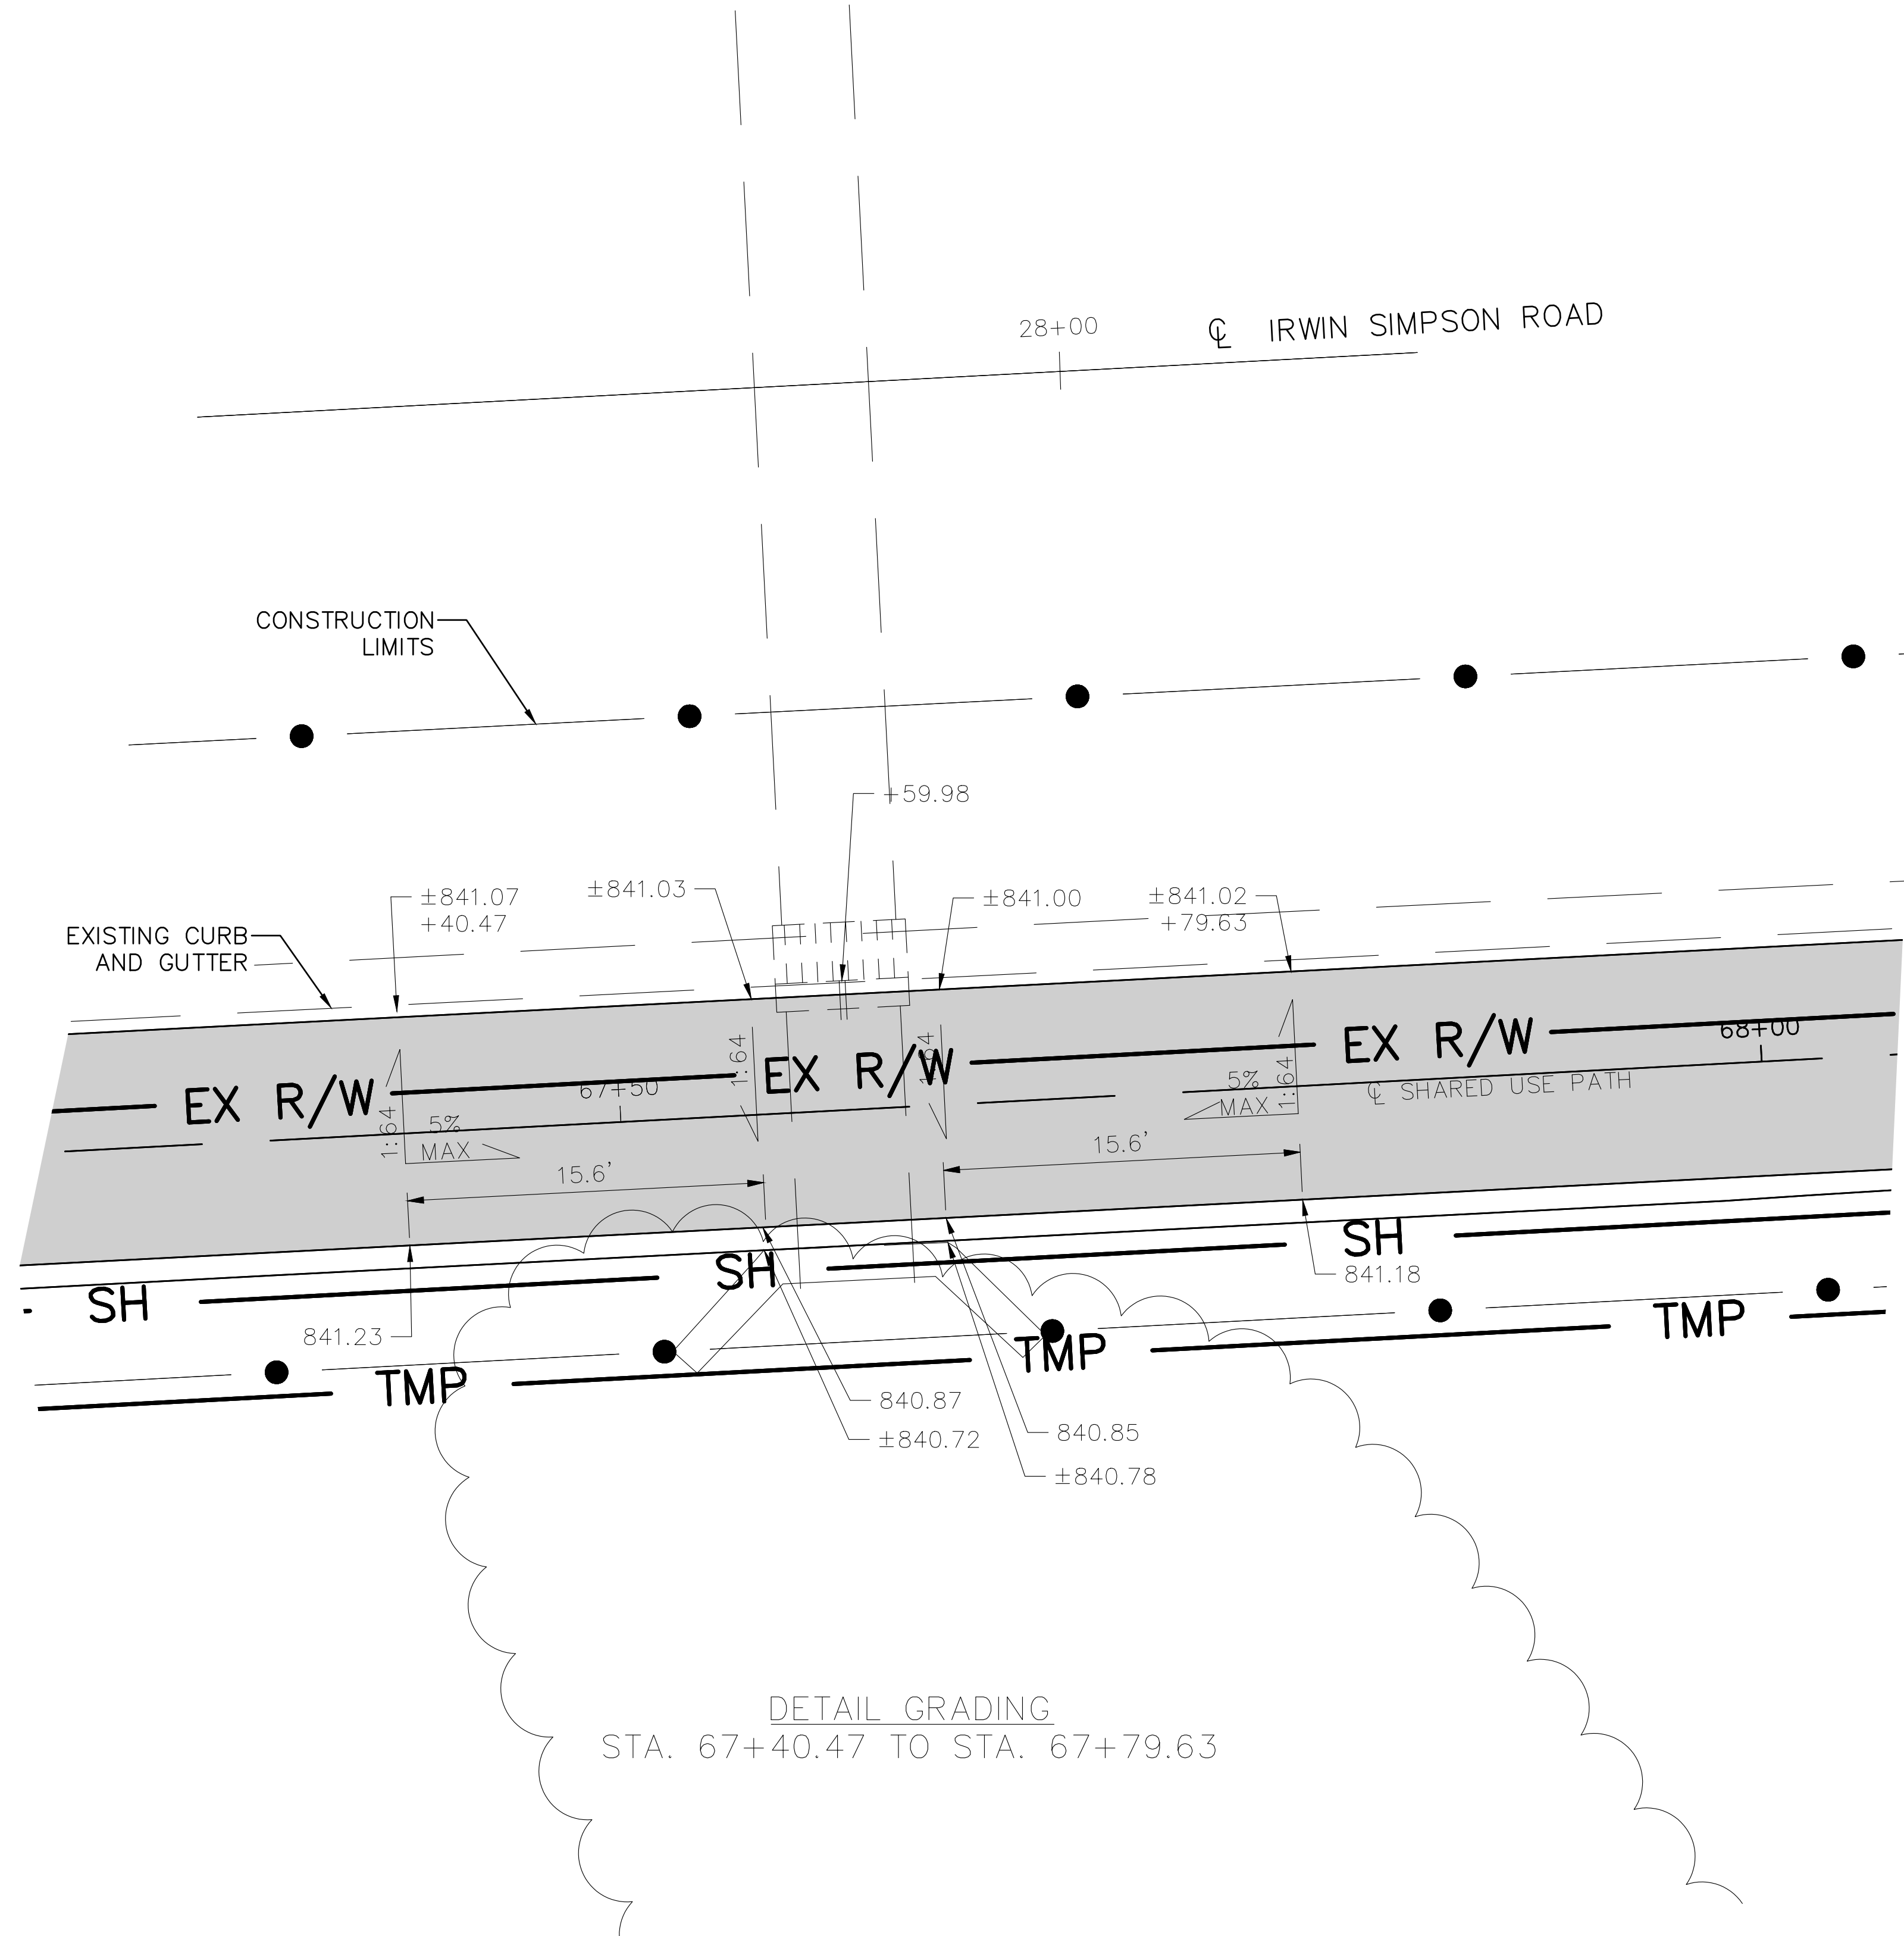 28+00
℄ IRWIN SIMPSON ROAD
CONSTRUCTION
LIMITS
+59.98
±841.07
+40.47
±841.03
±841.00
±841.02
+79.63
EXISTING CURB
AND GUTTER
EX R/W
EX R/W
EX R/W
68+00
67+50
1:64
1:64
1:64
1:64
5%
MAX
5%
MAX
℄ SHARED USE PATH
15.6'
15.6'
SH
SH
SH
841.18
841.23
TMP
TMP
TMP
840.87
±840.72
840.85
±840.78
DETAIL GRADING
STA. 67+40.47 TO STA. 67+79.63